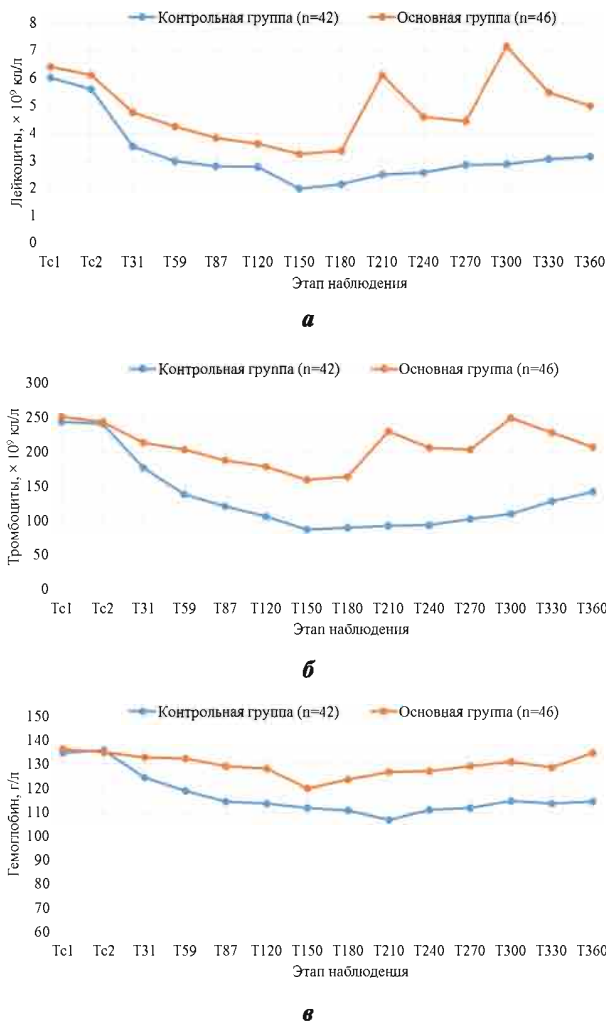 Контрольная группа (n=42) Основная группа (n=46)
Лейкоциты, × 10⁹ кл/л
8
7
6
5
4
3
2
1
0
Тс1 Тс2 Т31 Т59 Т87 Т120 Т150 Т180 Т210 Т240 Т270 Т300 Т330 Т360
Этап наблюдения
а
Контрольная группа (n=42) Основная группа (n=46)
Тромбоциты, × 10⁹ кл/л
300
250
200
150
100
50
0
Тс1 Тс2 Т31 Т59 Т87 Т120 Т150 Т180 Т210 Т240 Т270 Т300 Т330 Т360
Этап наблюдения
б
Контрольная группа (n=42) Основная группа (n=46)
Гемоглобин, г/л
150
140
130
120
110
100
90
80
70
60
Тс1 Тс2 Т31 Т59 Т87 Т120 Т150 Т180 Т210 Т240 Т270 Т300 Т330 Т360
Этап наблюдения
в